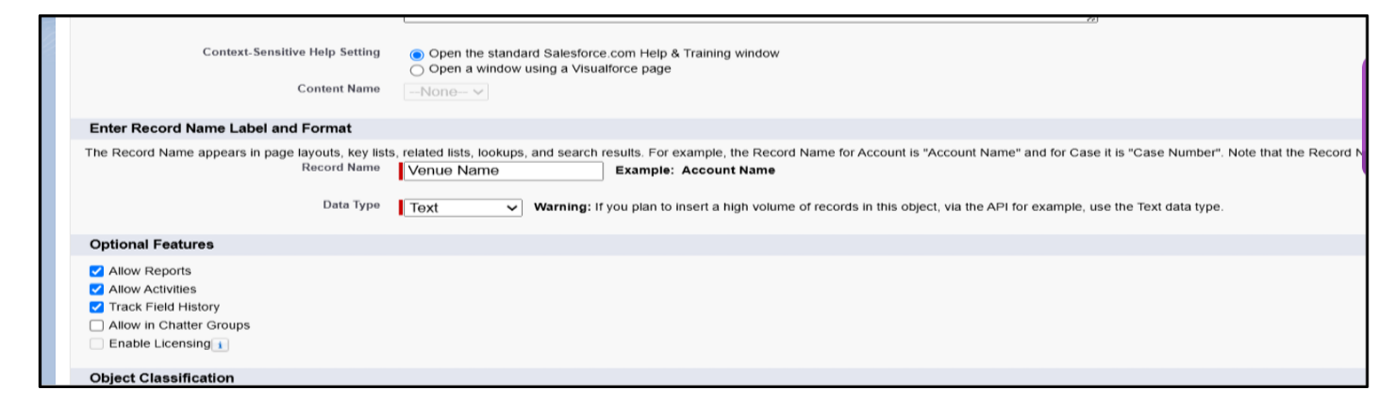 Context-Sensitive Help Setting Open the standard Salesforce.com Help & Training window
Open a window using a Visualforce page
Content Name --None--
Enter Record Name Label and Format
The Record Name appears in page layouts, key lists, related lists, lookups, and search results. For example, the Record Name for Account is "Account Name" and for Case it is "Case Number". Note that the Record
Record Name Venue Name Example: Account Name
Data Type Text Warning: If you plan to insert a high volume of records in this object, via the API for example, use the Text data type.
Optional Features
Allow Reports
Allow Activities
Track Field History
Allow in Chatter Groups
Enable Licensing i
Object Classification